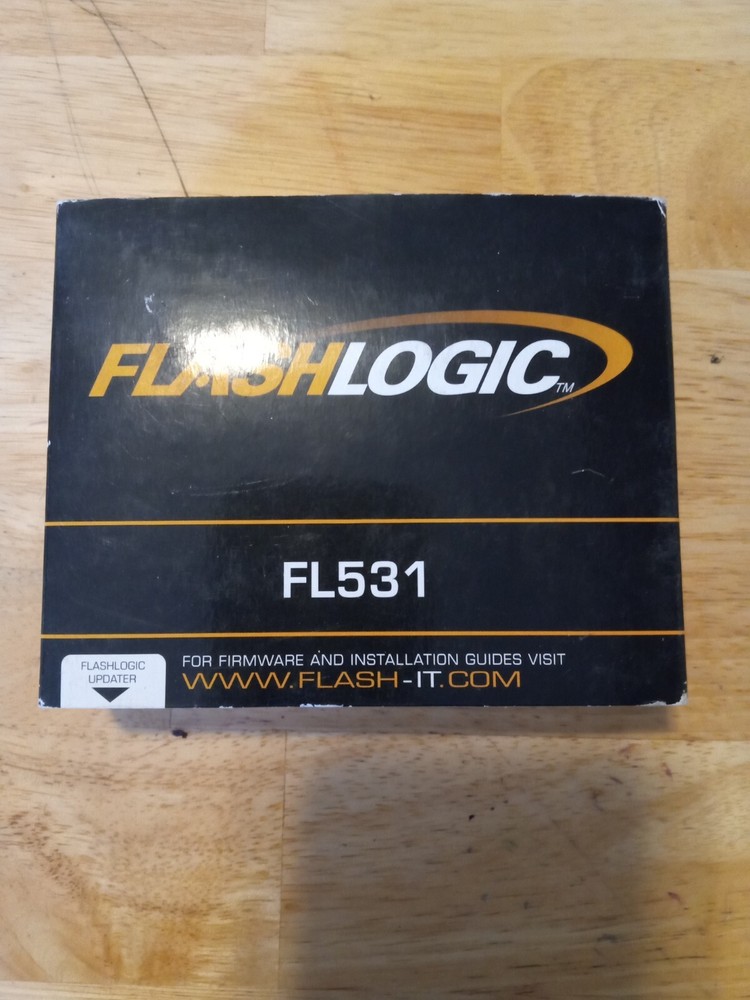 FLASHLOGIC™
FL531
FLASHLOGIC
UPDATER
FOR FIRMWARE AND INSTALLATION GUIDES VISIT
WWW.FLASH-IT.COM